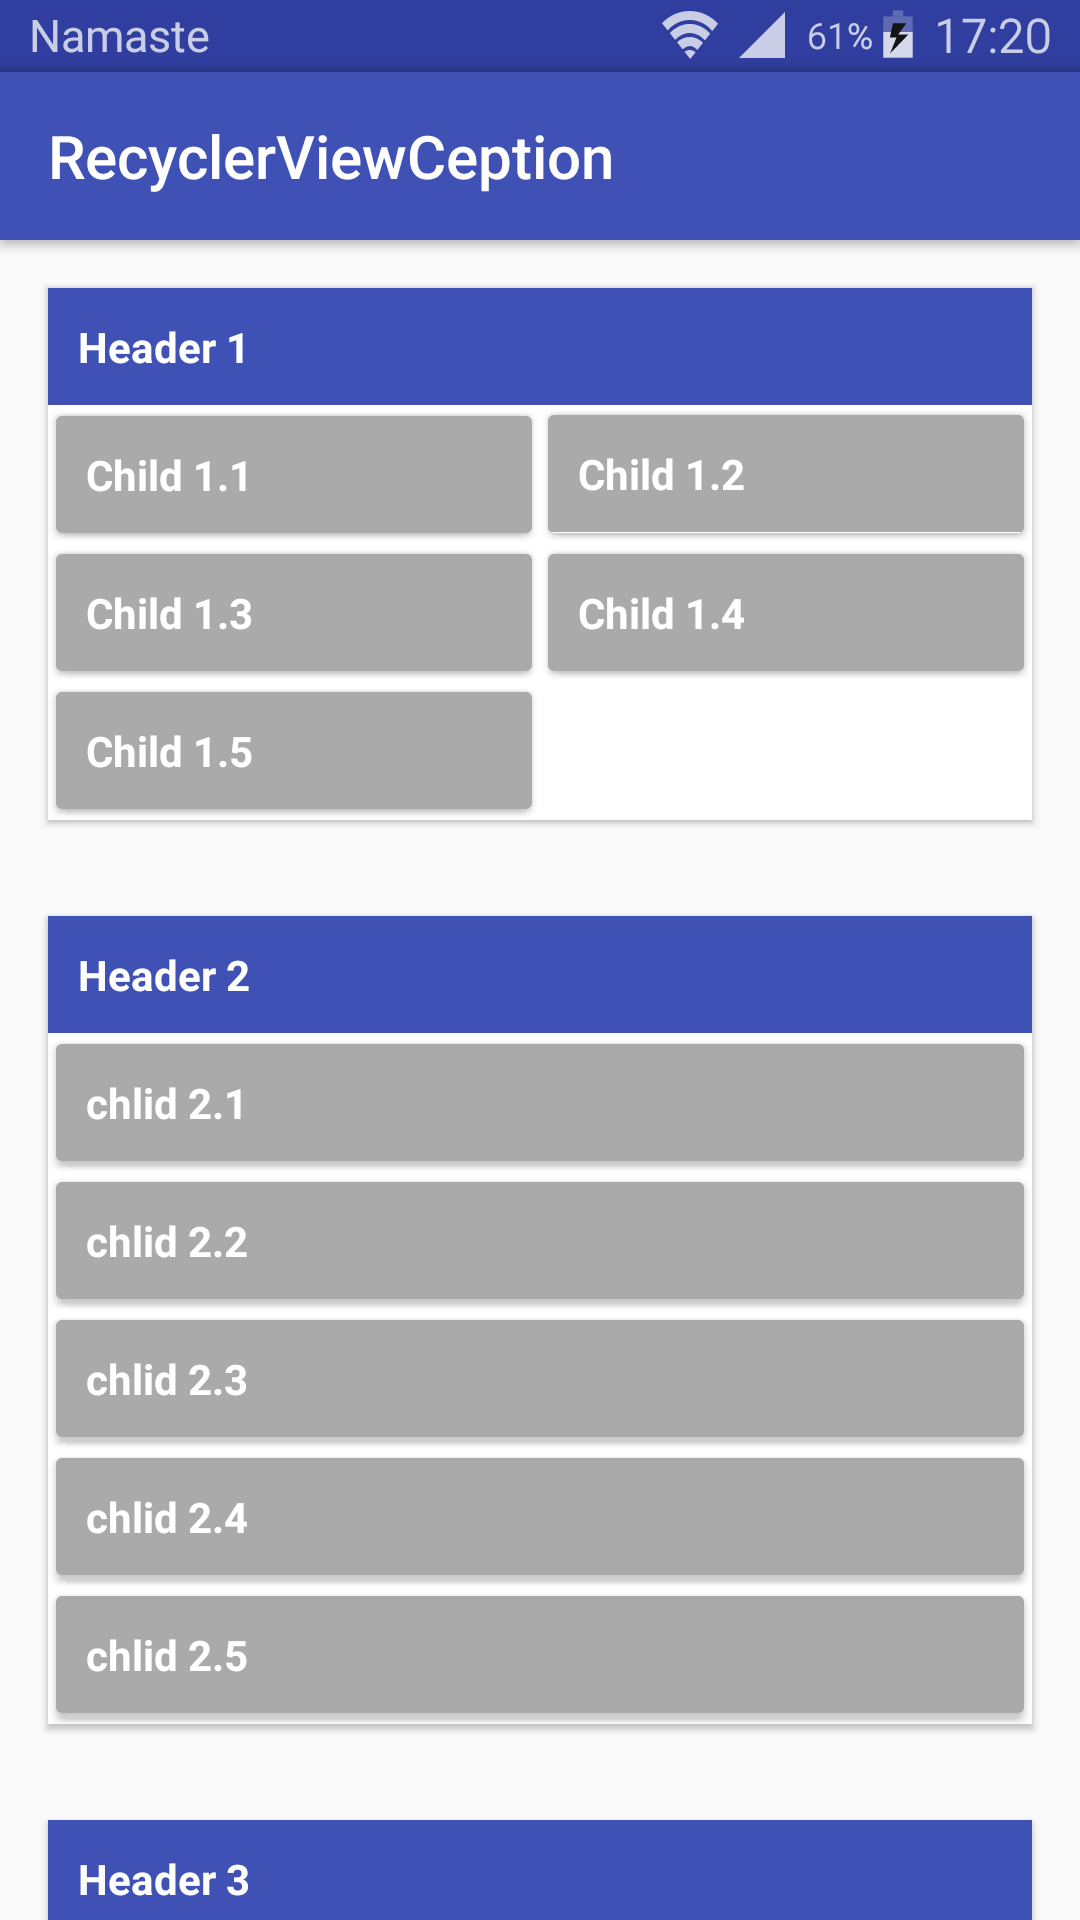 Namaste 61% 17:20
RecyclerViewCeption
Header 1
Child 1.1 Child 1.2
Child 1.3 Child 1.4
Child 1.5
Header 2
chlid 2.1
chlid 2.2
chlid 2.3
chlid 2.4
chlid 2.5
Header 3